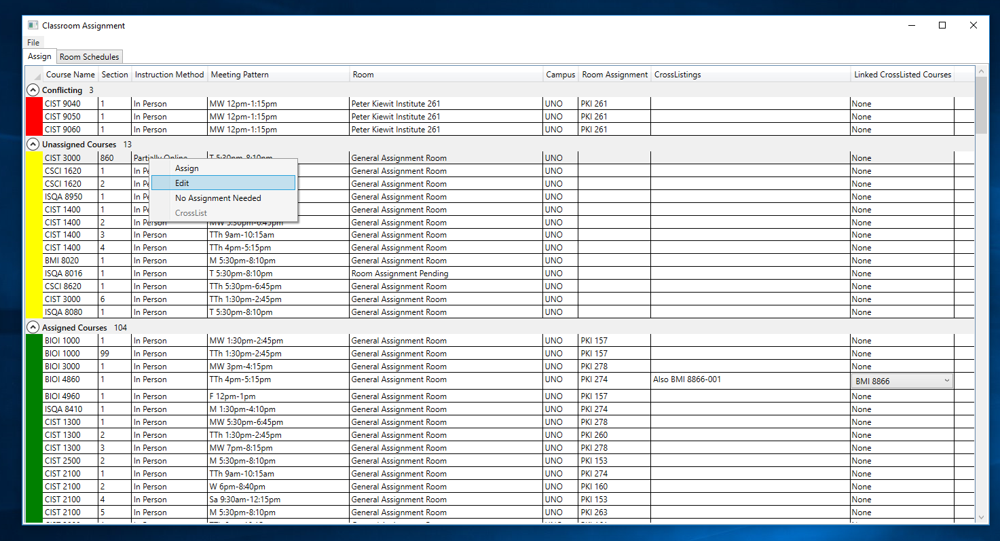 Classroom Assignment
File
Assign Room Schedules
Course Name Section Instruction Method Meeting Pattern Room Campus Room Assignment CrossListings Linked CrossListed Courses
Conflicting 3
CIST 9040 1 In Person MW 12pm-1:15pm Peter Kiewit Institute 261 UNO PKI 261 None
CIST 9050 1 In Person MW 12pm-1:15pm Peter Kiewit Institute 261 UNO PKI 261 None
CIST 9060 1 In Person MW 12pm-1:15pm Peter Kiewit Institute 261 UNO PKI 261 None
Unassigned Courses 13
CIST 3000 860 Partially Online T 5:30pm-8:10pm General Assignment Room UNO None
CSCI 1620 1 In Assign General Assignment Room UNO None
CSCI 1620 2 In Edit General Assignment Room UNO None
ISQA 8950 1 In No Assignment Needed General Assignment Room UNO None
CIST 1400 1 In CrossList General Assignment Room UNO None
CIST 1400 2 In Person MW 5:30pm-6:45pm General Assignment Room UNO None
CIST 1400 3 In Person TTh 9am-10:15am General Assignment Room UNO None
CIST 1400 4 In Person TTh 4pm-5:15pm General Assignment Room UNO None
BMI 8020 1 In Person M 5:30pm-8:10pm General Assignment Room UNO None
ISQA 8016 1 In Person T 5:30pm-8:10pm Room Assignment Pending UNO None
CSCI 8620 1 In Person TTh 5:30pm-6:45pm General Assignment Room UNO None
CIST 3000 6 In Person TTh 1:30pm-2:45pm General Assignment Room UNO None
ISQA 8080 1 In Person T 5:30pm-8:10pm General Assignment Room UNO None
Assigned Courses 104
BIOI 1000 1 In Person MW 1:30pm-2:45pm General Assignment Room UNO PKI 157 None
BIOI 1000 99 In Person TTh 1:30pm-2:45pm General Assignment Room UNO PKI 157 None
BIOI 3000 1 In Person MW 3pm-4:15pm General Assignment Room UNO PKI 278 None
BIOI 4860 1 In Person TTh 4pm-5:15pm General Assignment Room UNO PKI 274 Also BMI 8866-001 BMI 8866
BIOI 4960 1 In Person F 12pm-1pm General Assignment Room UNO PKI 157 None
ISQA 8410 1 In Person M 1:30pm-4:10pm General Assignment Room UNO PKI 274 None
CIST 1300 1 In Person MW 5:30pm-6:45pm General Assignment Room UNO PKI 278 None
CIST 1300 2 In Person TTh 1:30pm-2:45pm General Assignment Room UNO PKI 260 None
CIST 1300 3 In Person MW 7pm-8:15pm General Assignment Room UNO PKI 278 None
CIST 2500 2 In Person M 5:30pm-8:10pm General Assignment Room UNO PKI 153 None
CIST 2100 1 In Person TTh 9am-10:15am General Assignment Room UNO PKI 274 None
CIST 2100 2 In Person W 6pm-8:40pm General Assignment Room UNO PKI 160 None
CIST 2100 4 In Person Sa 9:30am-12:15pm General Assignment Room UNO PKI 153 None
CIST 2100 5 In Person M 5:30pm-8:10pm General Assignment Room UNO PKI 263 None